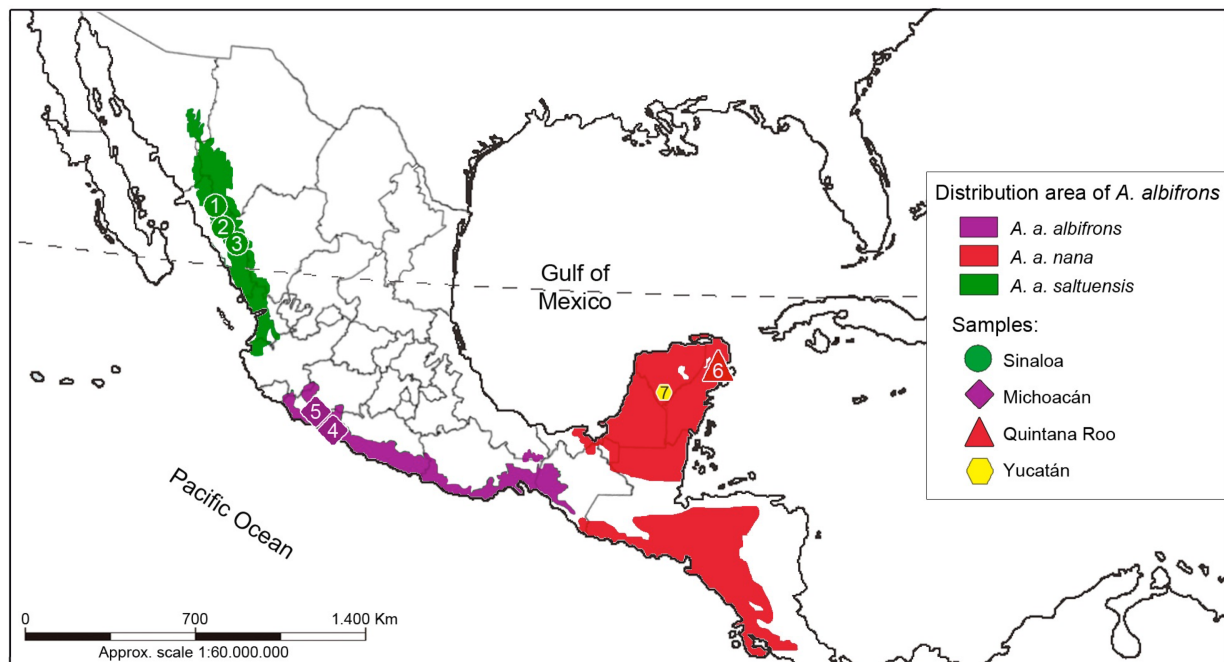 1
2
3
Gulf of
Mexico
6
7
5
4
Pacific Ocean
0 700 1.400 Km
Approx. scale 1:60.000.000
Distribution area of A. albifrons
A. a. albifrons
A. a. nana
A. a. saltuensis
Samples:
Sinaloa
Michoacán
Quintana Roo
Yucatán